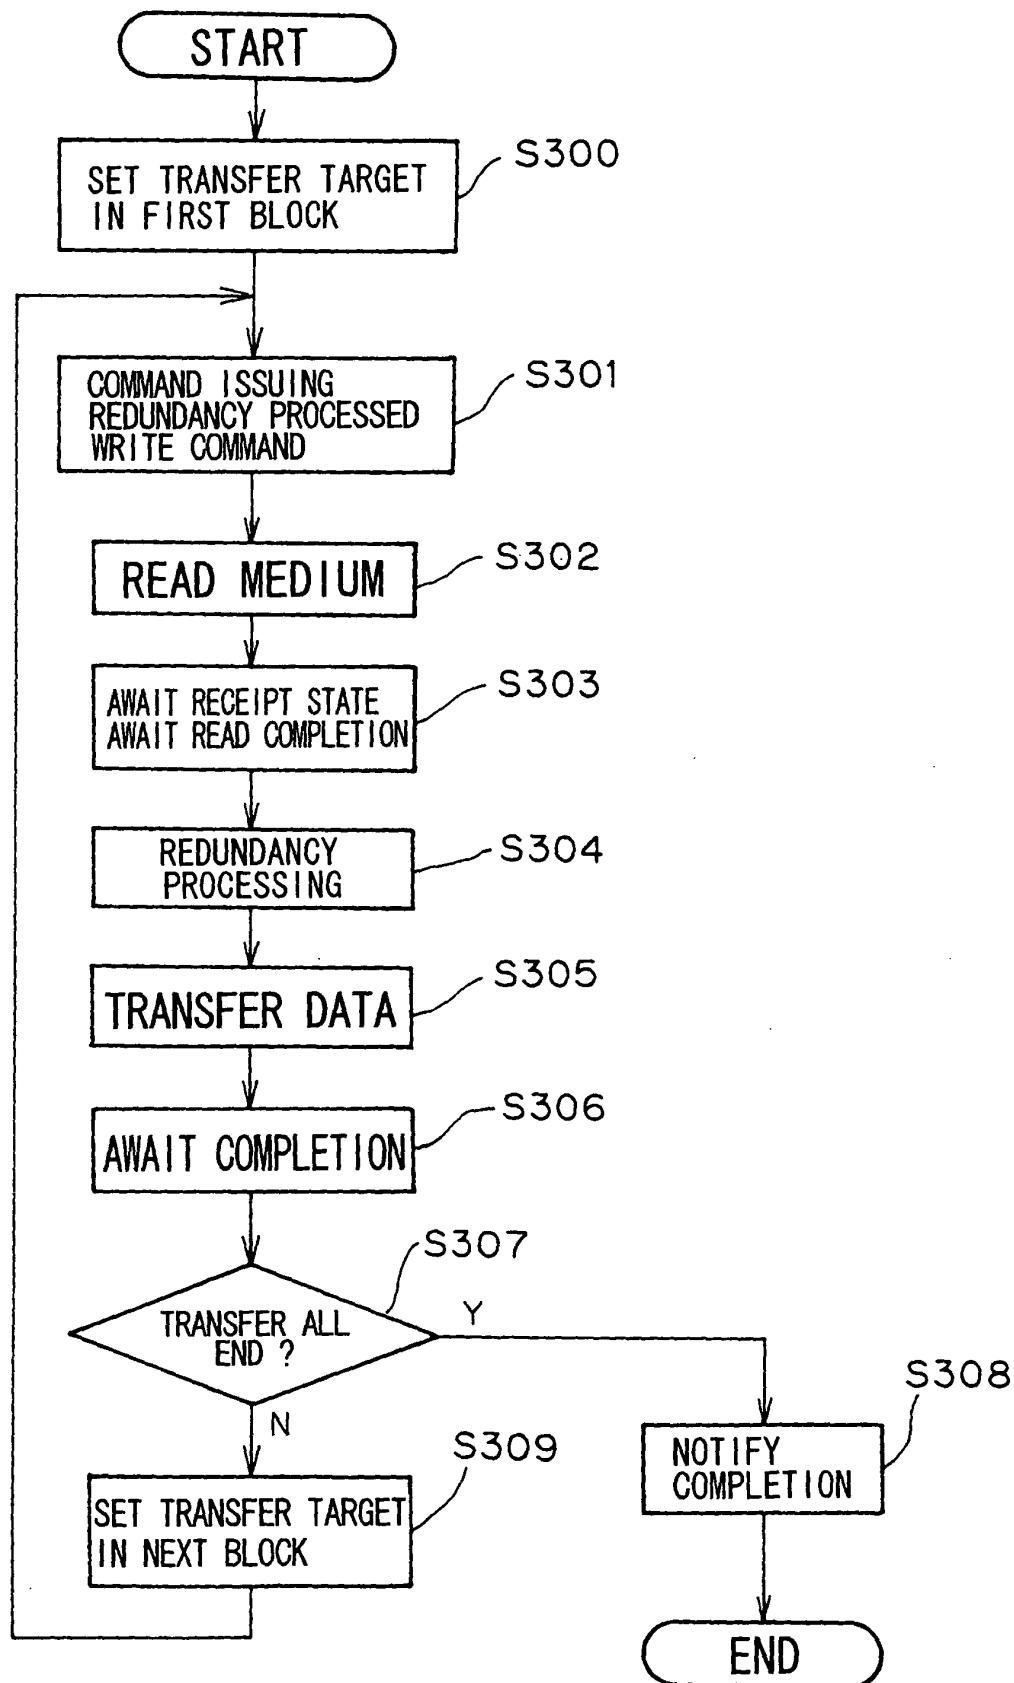 START
S300
SET TRANSFER TARGET
IN FIRST BLOCK
S301
COMMAND ISSUING
REDUNDANCY PROCESSED
WRITE COMMAND
S302
READ MEDIUM
S303
AWAIT RECEIPT STATE
AWAIT READ COMPLETION
S304
REDUNDANCY
PROCESSING
S305
TRANSFER DATA
S306
AWAIT COMPLETION
S307
TRANSFER ALL
END ?
Y
N
S308
NOTIFY
COMPLETION
S309
SET TRANSFER TARGET
IN NEXT BLOCK
END